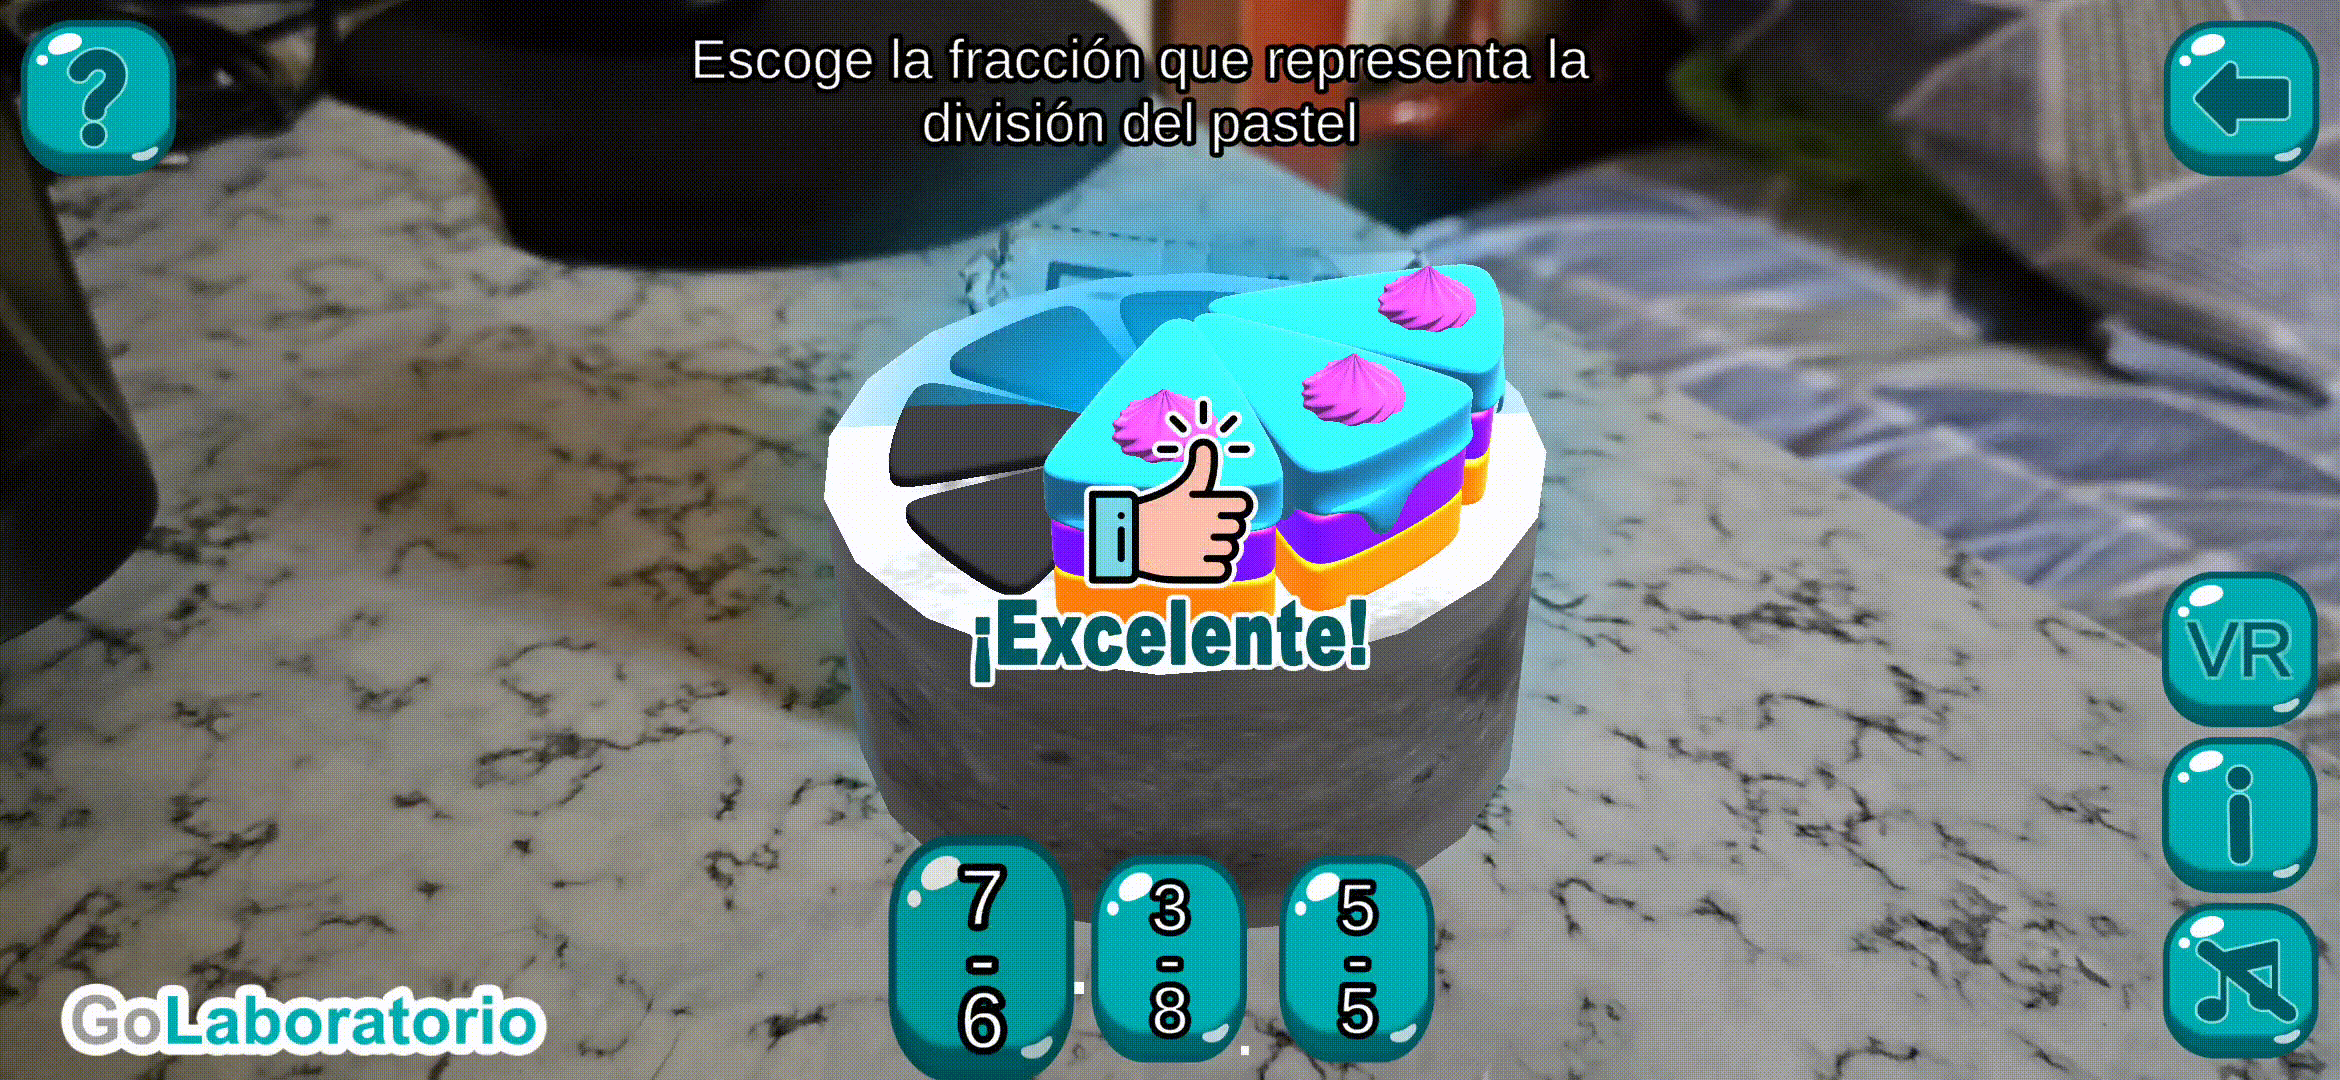 Escoge la fracción que representa la
división del pastel
¡Excelente!
7
-
6
3
-
8
5
-
5
VR
i
GoLaboratorio